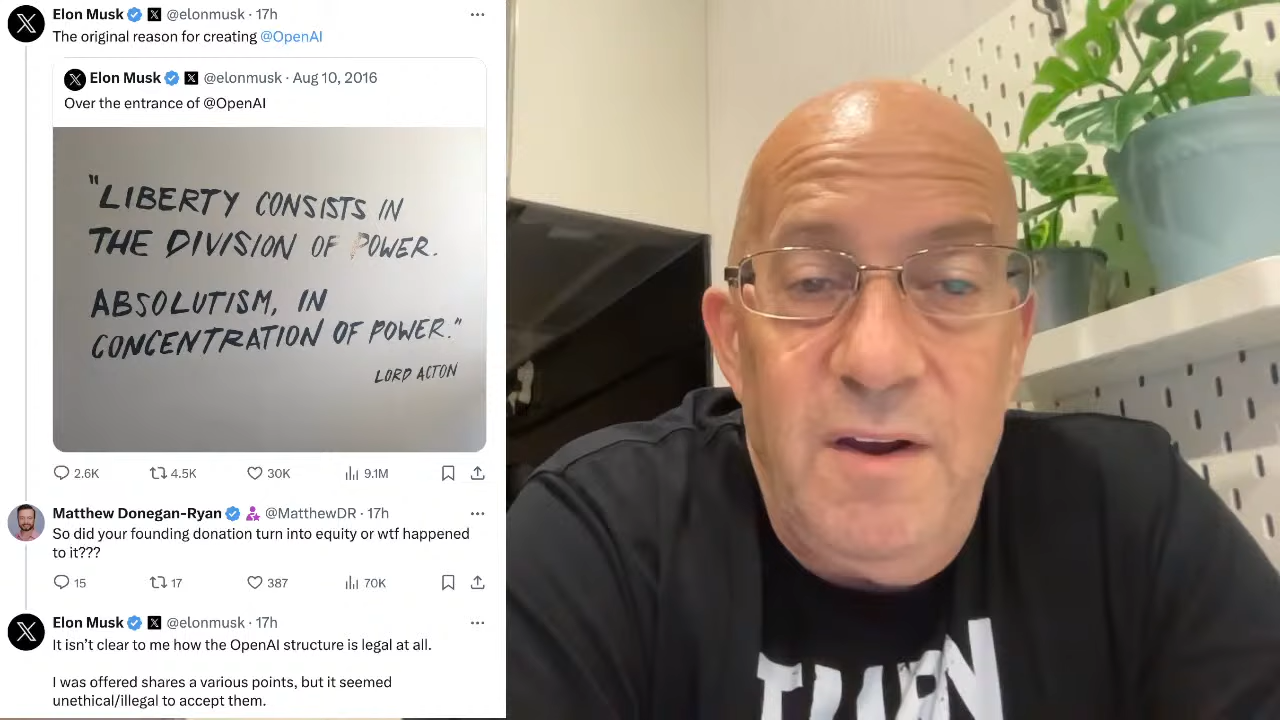 Elon Musk @elonmusk · 17h
The original reason for creating @OpenAI
Elon Musk @elonmusk · Aug 10, 2016
Over the entrance of @OpenAI
"LIBERTY CONSISTS IN
THE DIVISION OF POWER.
ABSOLUTISM, IN
CONCENTRATION OF POWER."
LORD ACTON
2.6K 4.5K 30K 9.1M
Matthew Donegan-Ryan @MatthewDR · 17h
So did your founding donation turn into equity or wtf happened
to it???
15 17 387 70K
Elon Musk @elonmusk · 17h
It isn’t clear to me how the OpenAI structure is legal at all.
I was offered shares a various points, but it seemed
unethical/illegal to accept them.